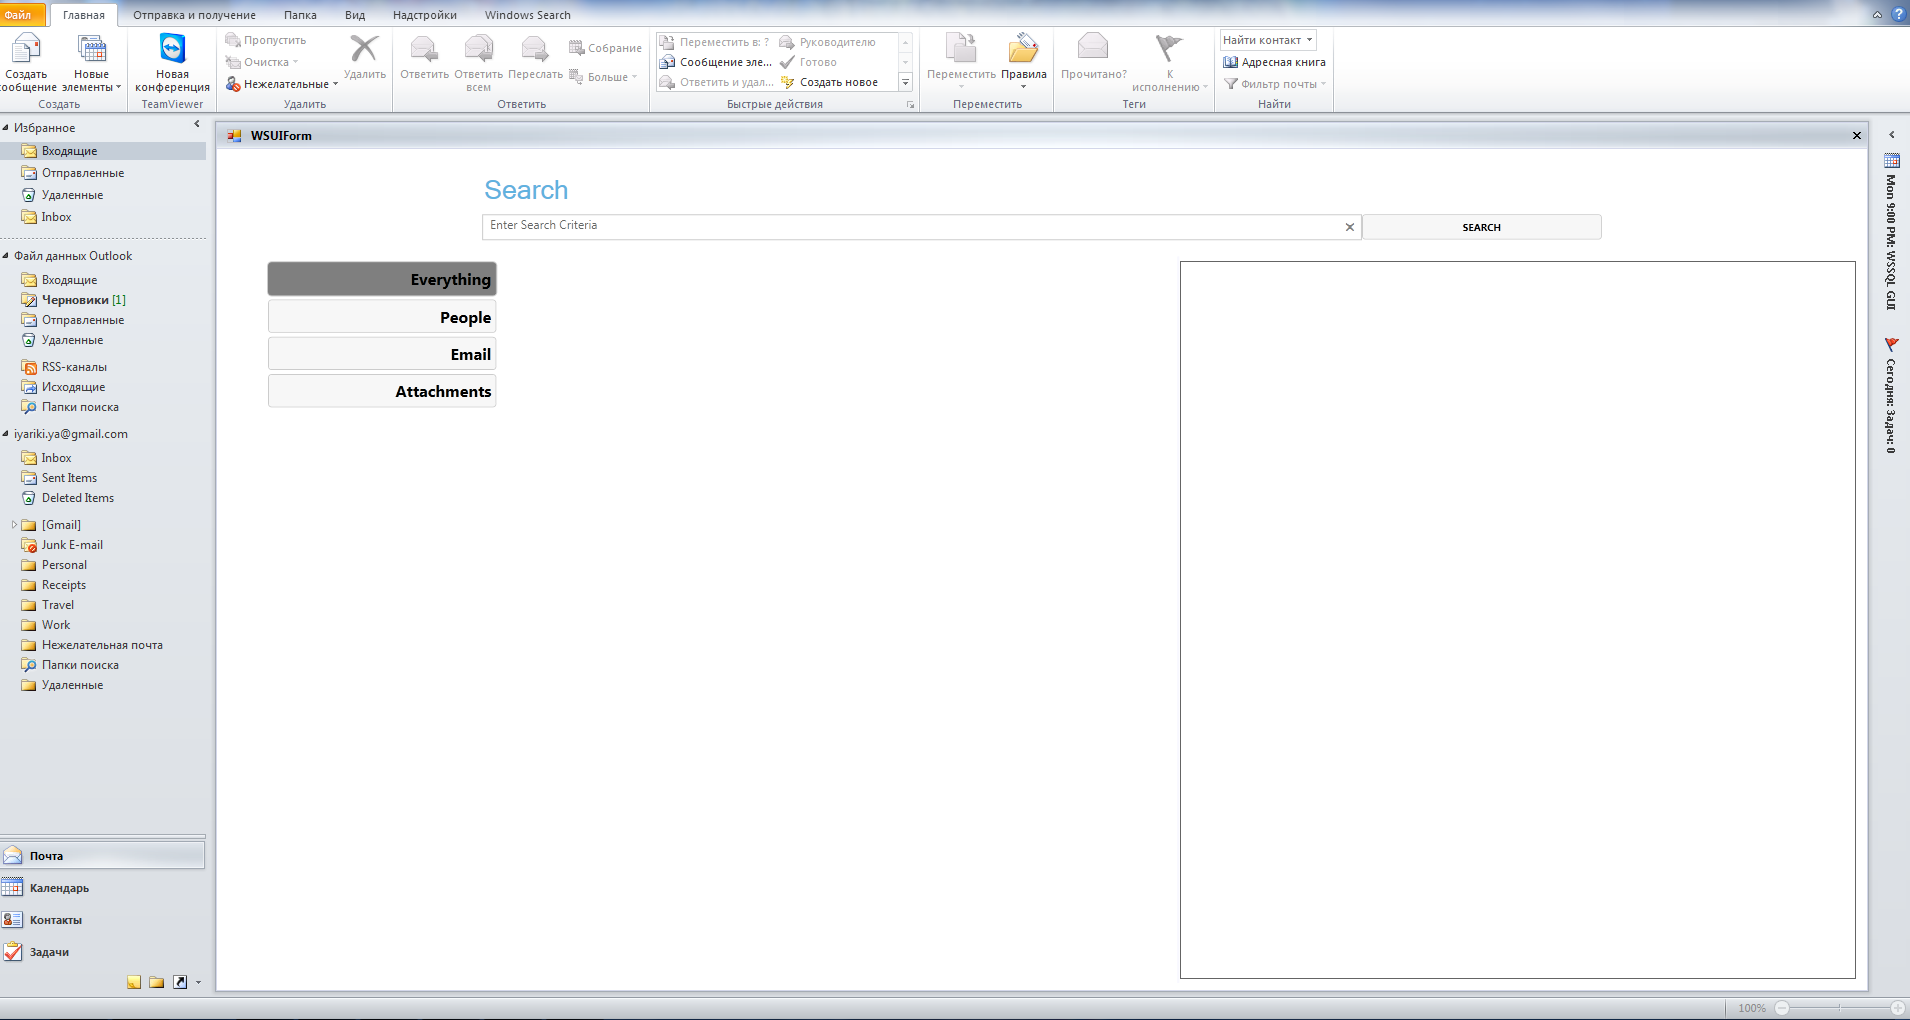 Файл Главная Отправка и получение Папка Вид Надстройки Windows Search
Создать сообщение
Новые элементы
Создать
Новая конференция
TeamViewer
Пропустить
Очистка
Нежелательные
Удалить
Удалить
Ответить
Ответить всем
Переслать
Собрание
Больше
Ответить
Переместить в: ?
Сообщение эле...
Ответить и удал...
Руководителю
Готово
Создать новое
Быстрые действия
Переместить
Правила
Переместить
Прочитано?
К исполнению
Теги
Найти контакт
Адресная книга
Фильтр почты
Найти
Избранное
Входящие
Отправленные
Удаленные
Inbox
Файл данных Outlook
Входящие
Черновики [1]
Отправленные
Удаленные
RSS-каналы
Исходящие
Папки поиска
iyariki.ya@gmail.com
Inbox
Sent Items
Deleted Items
[Gmail]
Junk E-mail
Personal
Receipts
Travel
Work
Нежелательная почта
Папки поиска
Удаленные
Почта
Календарь
Контакты
Задачи
WSUIForm
Search
Enter Search Criteria
SEARCH
Everything
People
Email
Attachments
Mon 9:00 PM: WSSQL GUI
Сегодня: Задач: 0
100%